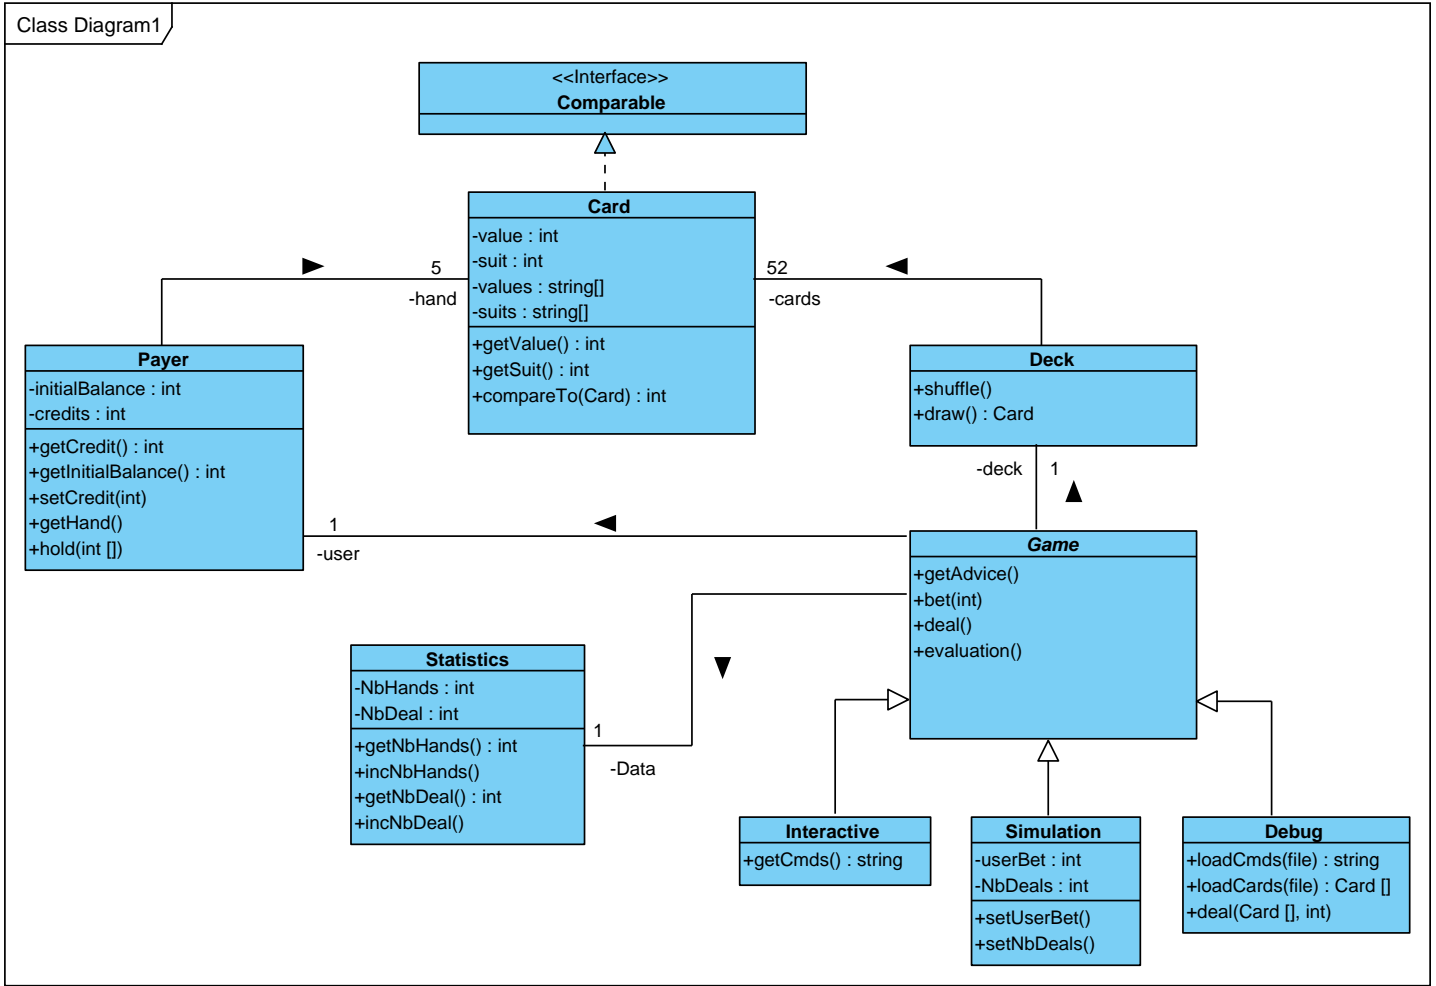 Class Diagram1
<<Interface>>
Comparable
Card
-value : int
-suit : int
-values : string[]
-suits : string[]
+getValue() : int
+getSuit() : int
+compareTo(Card) : int
5
-hand
52
-cards
Payer
-initialBalance : int
-credits : int
+getCredit() : int
+getInitialBalance() : int
+setCredit(int)
+getHand()
+hold(int [])
Deck
+shuffle()
+draw() : Card
-deck
1
1
-user
Game
+getAdvice()
+bet(int)
+deal()
+evaluation()
Statistics
-NbHands : int
-NbDeal : int
+getNbHands() : int
+incNbHands()
+getNbDeal() : int
+incNbDeal()
1
-Data
Interactive
+getCmds() : string
Simulation
-userBet : int
-NbDeals : int
+setUserBet()
+setNbDeals()
Debug
+loadCmds(file) : string
+loadCards(file) : Card []
+deal(Card [], int)